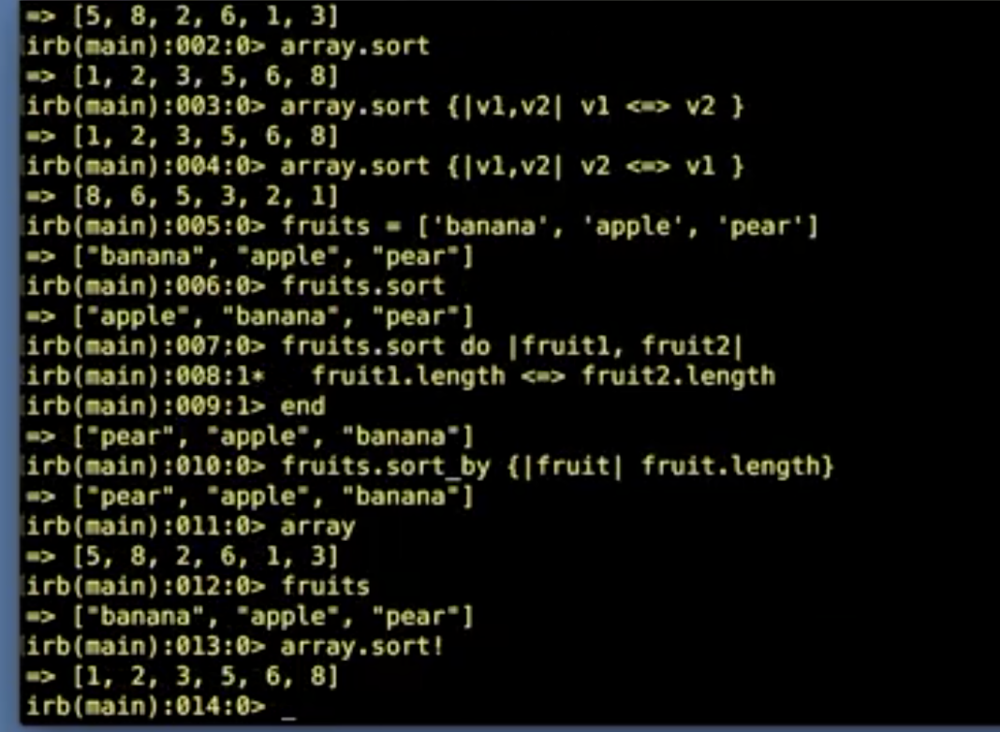 => [5, 8, 2, 6, 1, 3]
irb(main):002:0> array.sort
=> [1, 2, 3, 5, 6, 8]
irb(main):003:0> array.sort {|v1,v2| v1 <=> v2 }
=> [1, 2, 3, 5, 6, 8]
irb(main):004:0> array.sort {|v1,v2| v2 <=> v1 }
=> [8, 6, 5, 3, 2, 1]
irb(main):005:0> fruits = ['banana', 'apple', 'pear']
=> ["banana", "apple", "pear"]
irb(main):006:0> fruits.sort
=> ["apple", "banana", "pear"]
irb(main):007:0> fruits.sort do |fruit1, fruit2|
irb(main):008:1*   fruit1.length <=> fruit2.length
irb(main):009:1> end
=> ["pear", "apple", "banana"]
irb(main):010:0> fruits.sort_by {|fruit| fruit.length}
=> ["pear", "apple", "banana"]
irb(main):011:0> array
=> [5, 8, 2, 6, 1, 3]
irb(main):012:0> fruits
=> ["banana", "apple", "pear"]
irb(main):013:0> array.sort!
=> [1, 2, 3, 5, 6, 8]
irb(main):014:0> _